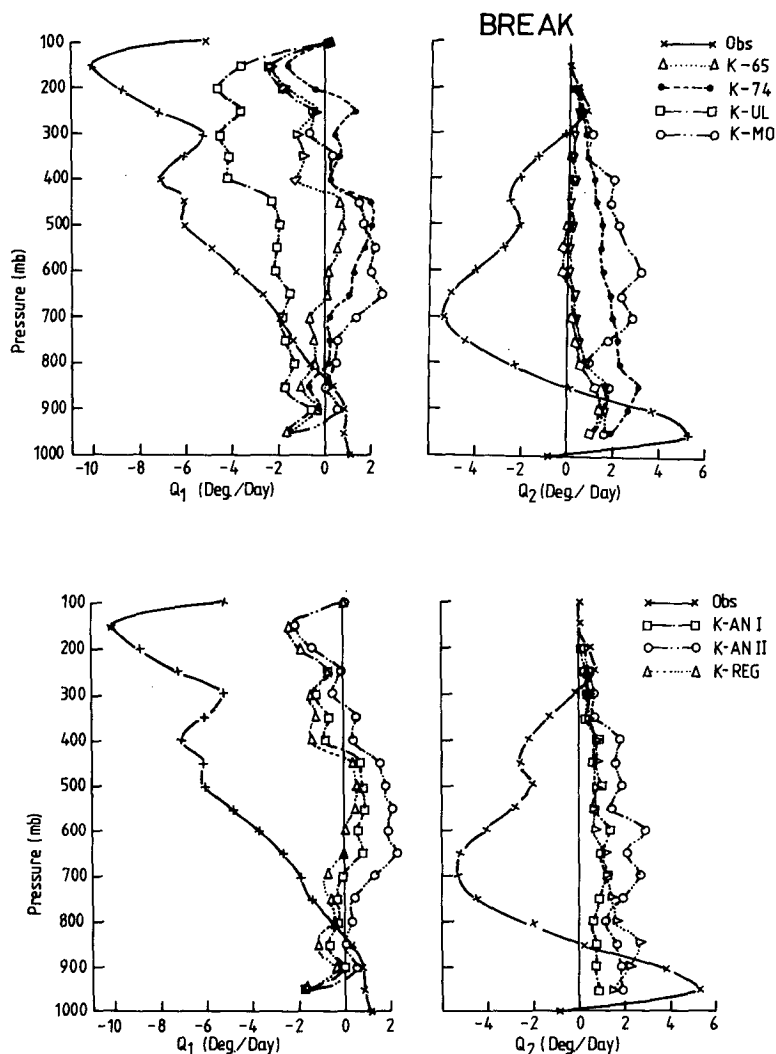 BREAK
Obs
K-65
K-74
K-UL
K-MO
100
200
300
400
500
600
700
800
900
1000
Pressure (mb)
-10 -8 -6 -4 -2 0 2
Q1 (Deg./Day)
-4 -2 0 2 4 6
Q2 (Deg./Day)
Obs
K-AN I
K-AN II
K-REG
100
200
300
400
500
600
700
800
900
1000
Pressure (mb)
-10 -8 -6 -4 -2 0 2
Q1 (Deg./Day)
-4 -2 0 2 4 6
Q2 (Deg./Day)